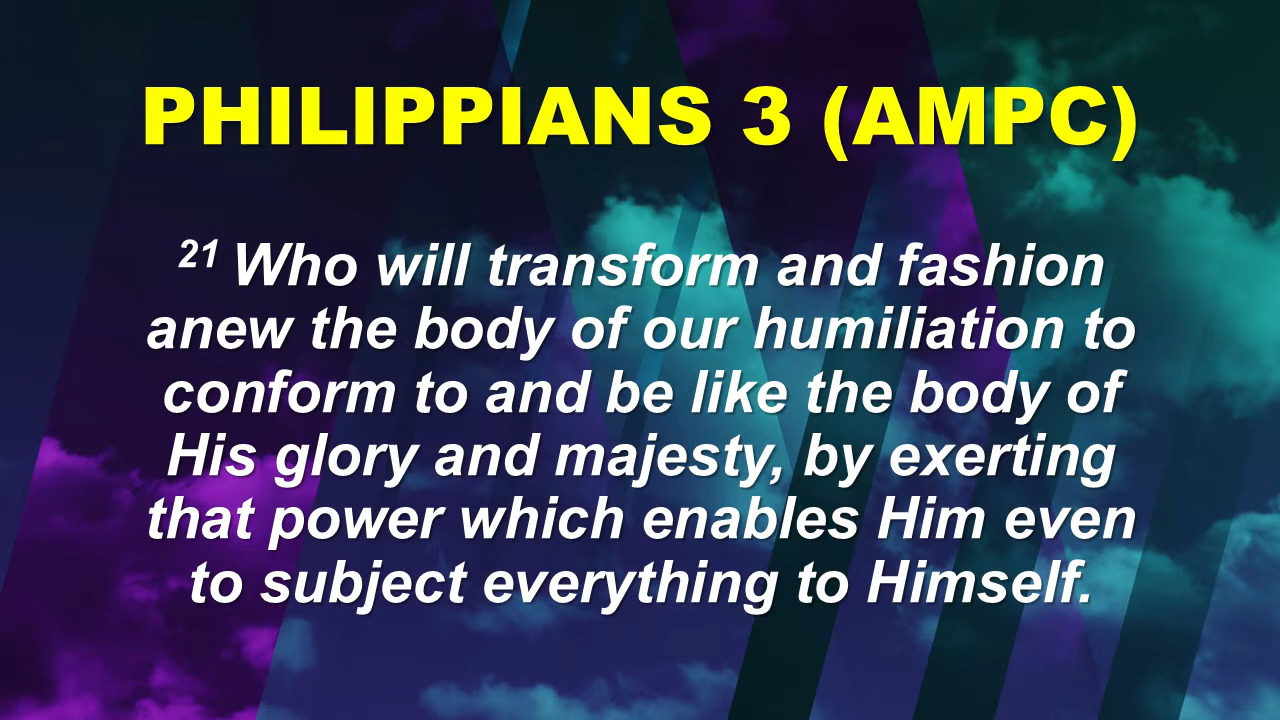 PHILIPPIANS 3 (AMPC)
21 Who will transform and fashion
anew the body of our humiliation to
conform to and be like the body of
His glory and majesty, by exerting
that power which enables Him even
to subject everything to Himself.